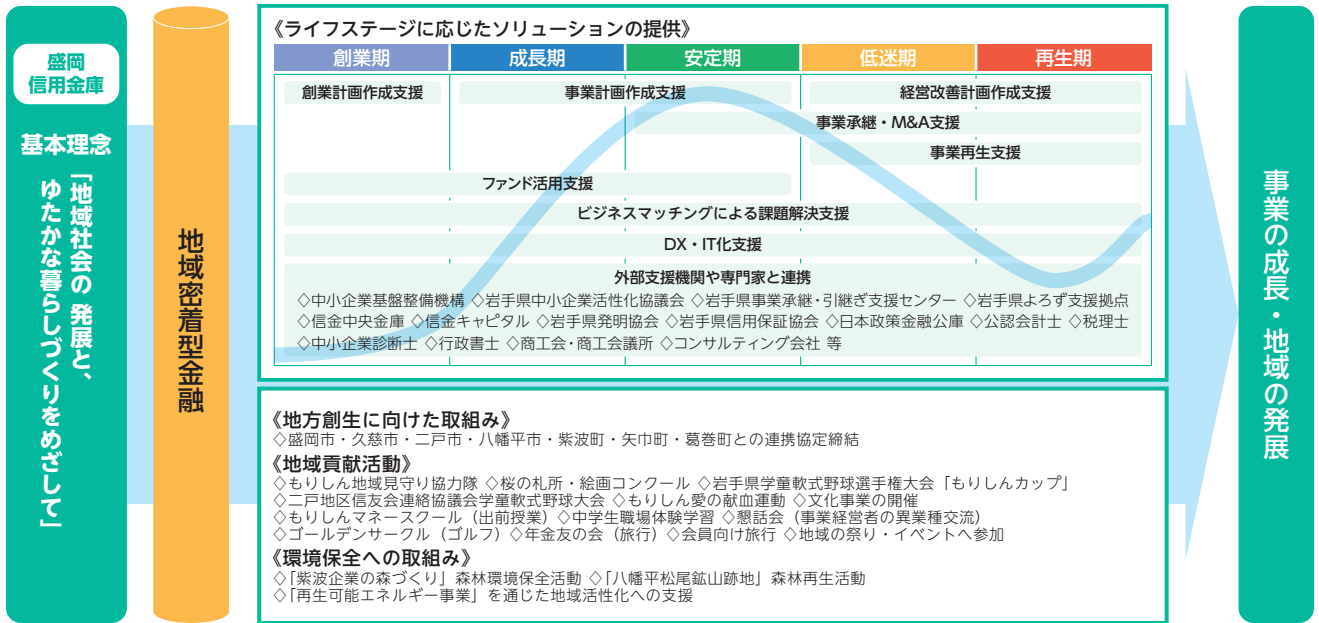 盛岡
信用金庫
基本理念
「地域社会の 発展と、
ゆたかな暮らしづくりをめざして」
地域密着型金融
《ライフステージに応じたソリューションの提供》
創業期 成長期 安定期 低迷期 再生期
創業計画作成支援 事業計画作成支援 経営改善計画作成支援
事業承継・M&A支援
事業再生支援
ファンド活用支援
ビジネスマッチングによる課題解決支援
DX・IT化支援
外部支援機関や専門家と連携
◇中小企業基盤整備機構 ◇岩手県中小企業活性化協議会 ◇岩手県事業承継・引継ぎ支援センター ◇岩手県よろず支援拠点
◇信金中央金庫 ◇信金キャピタル ◇岩手県発明協会 ◇岩手県信用保証協会 ◇日本政策金融公庫 ◇公認会計士 ◇税理士
◇中小企業診断士 ◇行政書士 ◇商工会・商工会議所 ◇コンサルティング会社 等
《地方創生に向けた取組み》
◇盛岡市・久慈市・二戸市・八幡平市・紫波町・矢巾町・葛巻町との連携協定締結
《地域貢献活動》
◇もりしん地域見守り協力隊 ◇桜の札所・絵画コンクール ◇岩手県学童軟式野球選手権大会「もりしんカップ」
◇二戸地区信友会連絡協議会学童軟式野球大会 ◇もりしん愛の献血運動 ◇文化事業の開催
◇もりしんマネースクール（出前授業）◇中学生職場体験学習 ◇懇話会（事業経営者の異業種交流）
◇ゴールデンサークル（ゴルフ）◇年金友の会（旅行）◇会員向け旅行 ◇地域の祭り・イベントへ参加
《環境保全への取組み》
◇「紫波企業の森づくり」森林環境保全活動 ◇「八幡平松尾鉱山跡地」森林再生活動
◇「再生可能エネルギー事業」を通じた地域活性化への支援
事業の成長・地域の発展